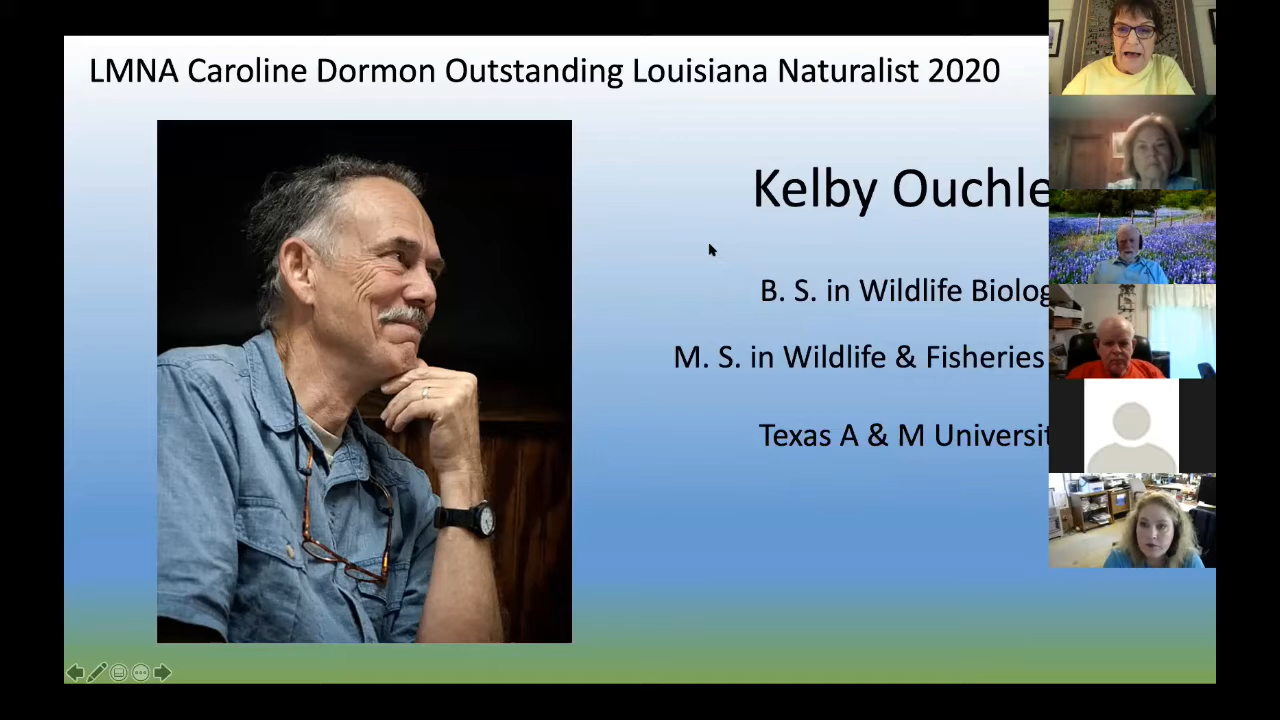 LMNA Caroline Dormon Outstanding Louisiana Naturalist 2020
Kelby Ouchle
B. S. in Wildlife Biolog
M. S. in Wildlife & Fisheries
Texas A & M Universit